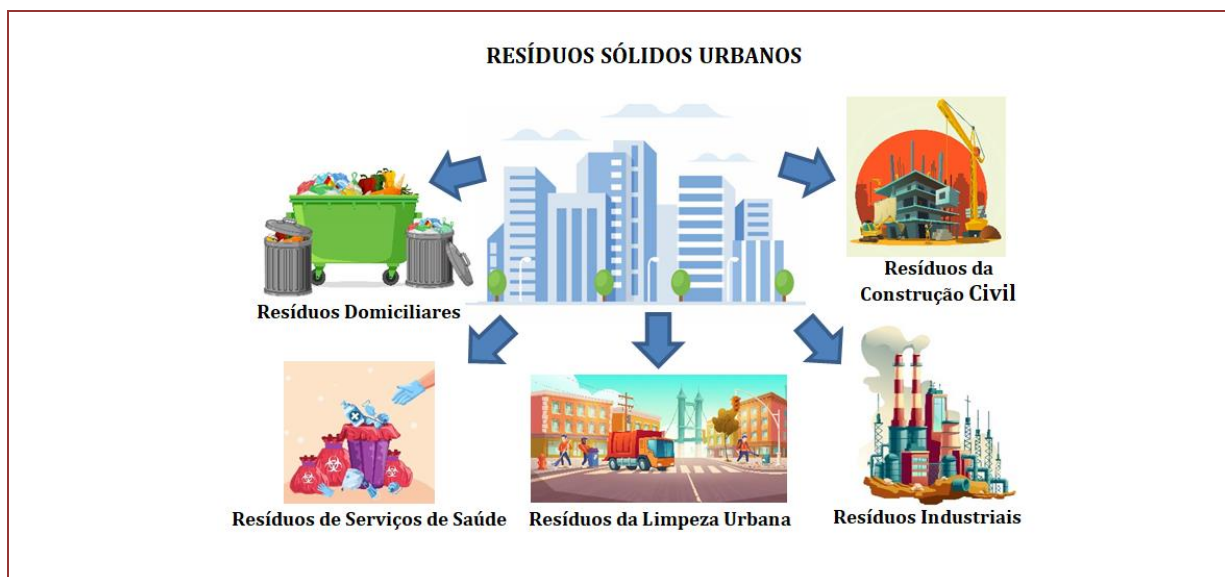 RESÍDUOS SÓLIDOS URBANOS
Resíduos Domiciliares
Resíduos da
Construção Civil
Resíduos de Serviços de Saúde
Resíduos da Limpeza Urbana
Resíduos Industriais